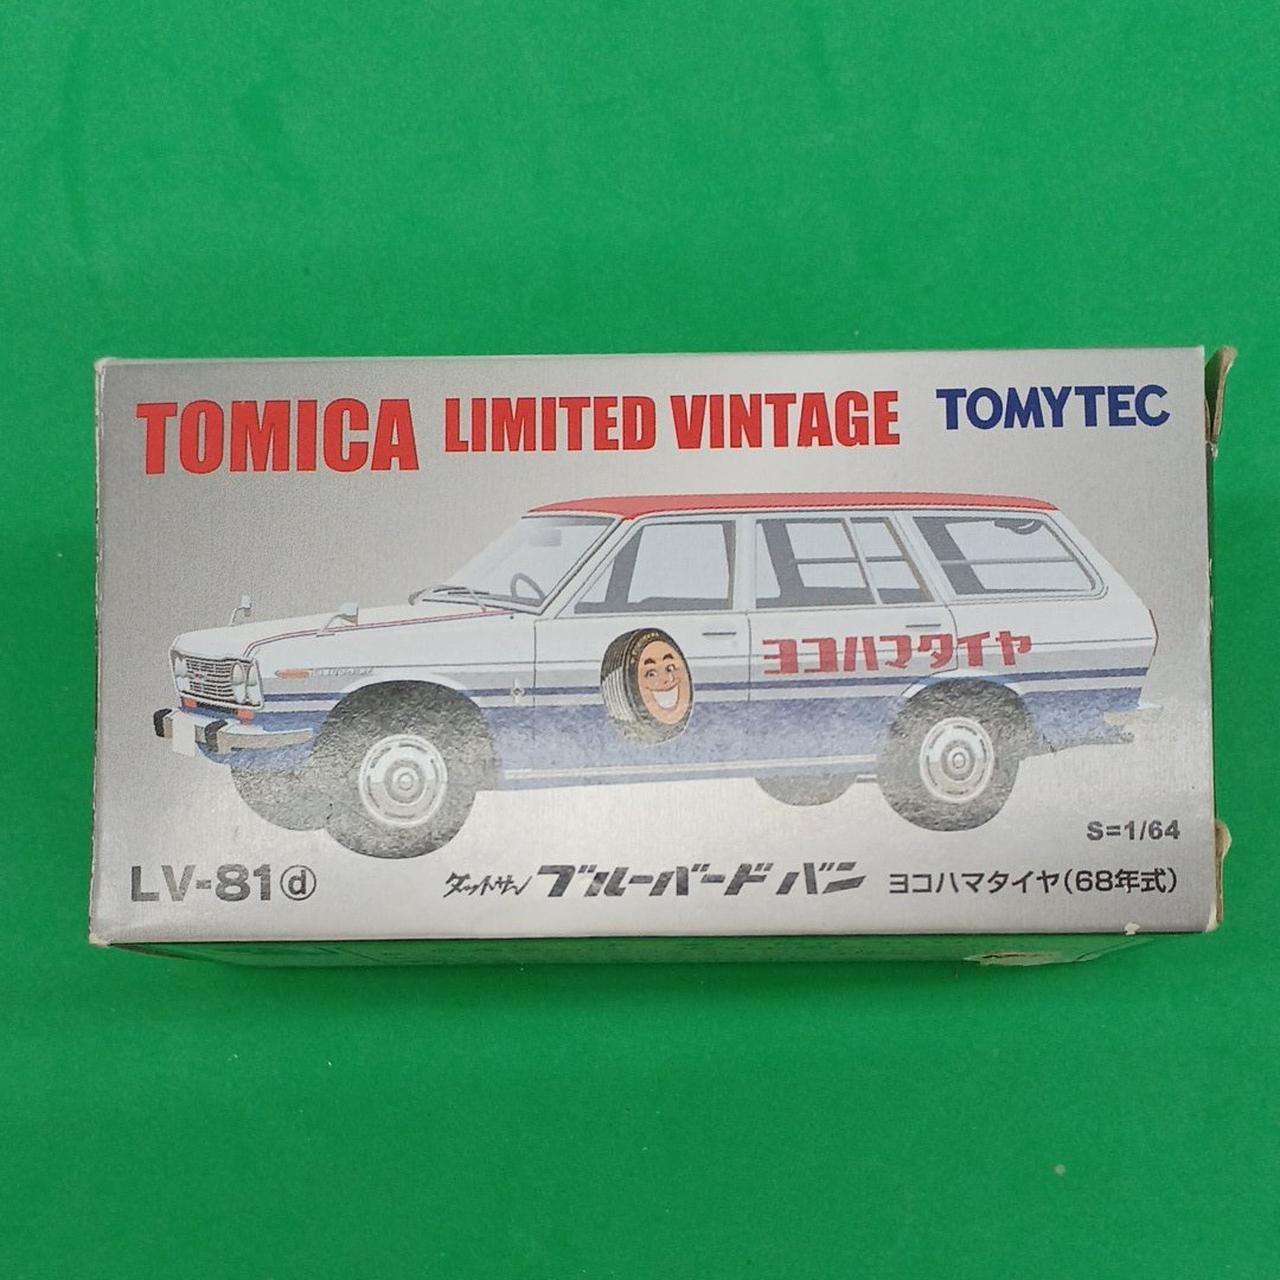 TOMICA LIMITED VINTAGE TOMYTEC
ヨコハマタイヤ
S=1/64
LV-81ⓓ ダットサン ブルーバード バン ヨコハマタイヤ(68年式)